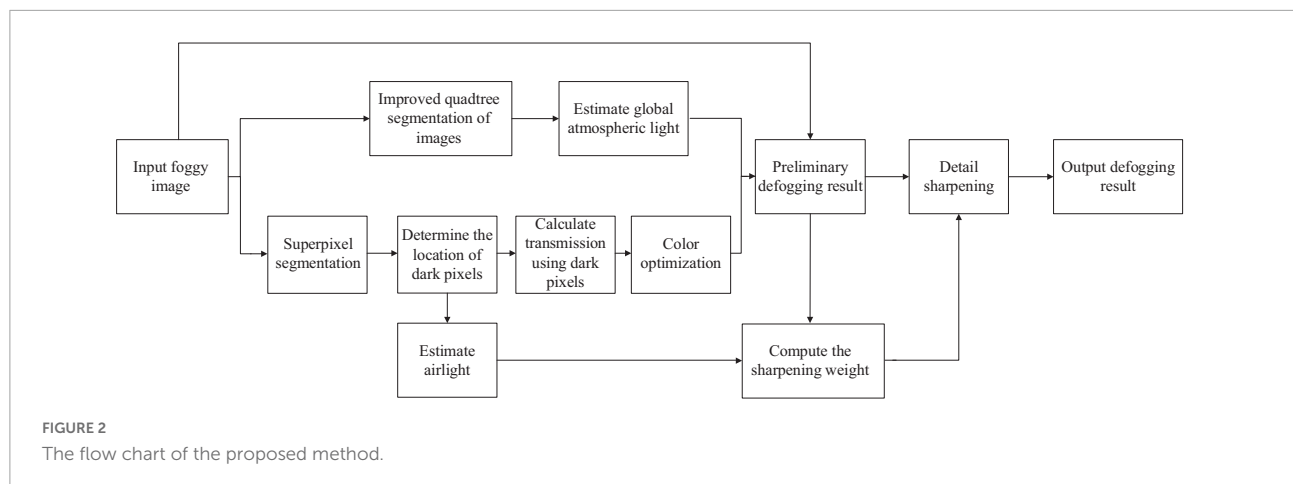 Improved quadtree
segmentation of
images
Estimate global
atmospheric light
Input foggy
image
Preliminary
defogging result
Detail
sharpening
Output defogging
result
Superpixel
segmentation
Determine the
location of
dark pixels
Calculate
transmission
using dark
pixels
Color
optimization
Estimate
airlight
Compute the
sharpening weight
FIGURE 2
The flow chart of the proposed method.